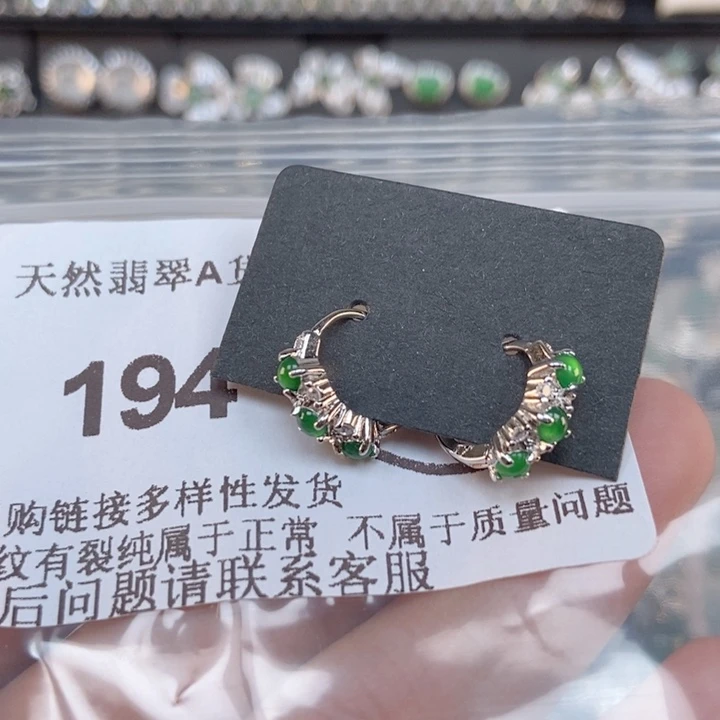 天然翡翠A货
194
购链接多样性发货
纹有裂纯属于正常 不属于质量问题
后问题请联系客服